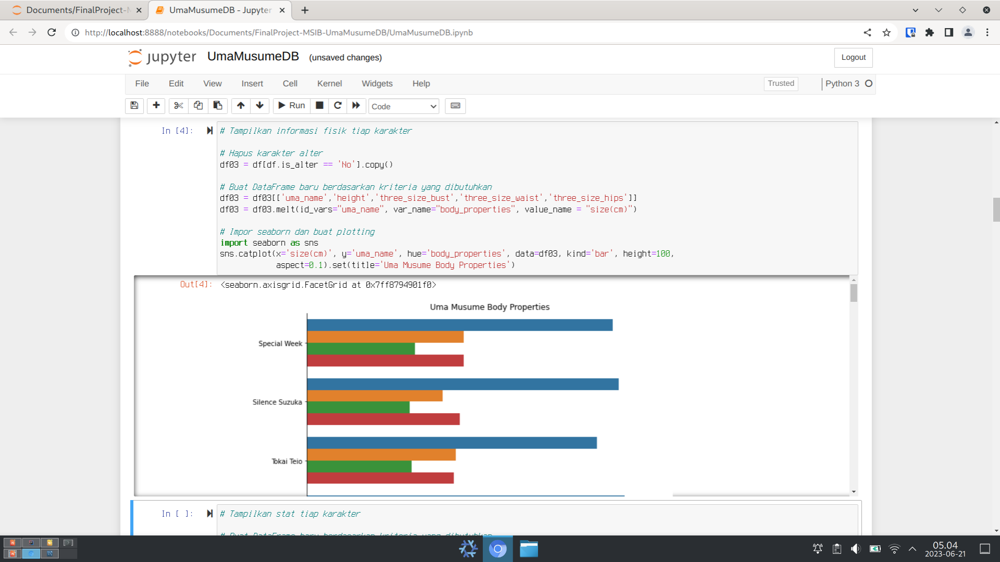 Documents/FinalProject-M
UmaMusumeDB - Jupyter
http://localhost:8888/notebooks/Documents/FinalProject-MSIB-UmaMusumeDB/UmaMusumeDB.ipynb
jupyter UmaMusumeDB (unsaved changes)
Logout
File Edit View Insert Cell Kernel Widgets Help
Trusted
Python 3
Run
Code
In [4]:
# Tampilkan informasi fisik tiap karakter
# Hapus karakter alter
df03 = df[df.is_alter == 'No'].copy()
# Buat DataFrame baru berdasarkan kriteria yang dibutuhkan
df03 = df03[['uma_name','height','three_size_bust','three_size_waist','three_size_hips']]
df03 = df03.melt(id_vars="uma_name", var_name="body_properties", value_name = "size(cm)")
# Impor seaborn dan buat plotting
import seaborn as sns
sns.catplot(x='size(cm)', y='uma_name', hue='body_properties', data=df03, kind='bar', height=100,
aspect=0.1).set(title='Uma Musume Body Properties')
Out[4]: <seaborn.axisgrid.FacetGrid at 0x7ff8794901f0>
Uma Musume Body Properties
Special Week
Silence Suzuka
Tokai Teio
In [ ]:
# Tampilkan stat tiap karakter
# Buat DataFrame baru berdasarkan kriteria yang dibutuhkan
05.04
2023-06-21